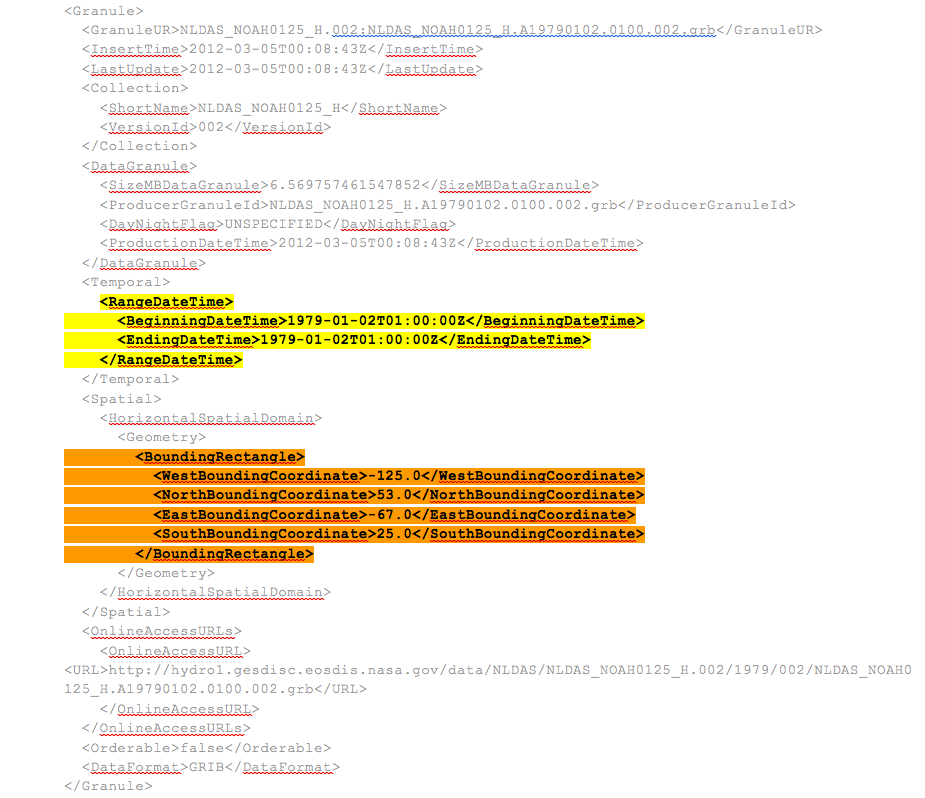 <Granule>
<GranuleUR>NLDAS_NOAH0125_H.002:NLDAS_NOAH0125_H.A19790102.0100.002.grb</GranuleUR>
<InsertTime>2012-03-05T00:08:43Z</InsertTime>
<LastUpdate>2012-03-05T00:08:43Z</LastUpdate>
<Collection>
<ShortName>NLDAS_NOAH0125_H</ShortName>
<VersionId>002</VersionId>
</Collection>
<DataGranule>
<SizeMBDataGranule>6.569757461547852</SizeMBDataGranule>
<ProducerGranuleId>NLDAS_NOAH0125_H.A19790102.0100.002.grb</ProducerGranuleId>
<DayNightFlag>UNSPECIFIED</DayNightFlag>
<ProductionDateTime>2012-03-05T00:08:43Z</ProductionDateTime>
</DataGranule>
<Temporal>
<RangeDateTime>
<BeginningDateTime>1979-01-02T01:00:00Z</BeginningDateTime>
<EndingDateTime>1979-01-02T01:00:00Z</EndingDateTime>
</RangeDateTime>
</Temporal>
<Spatial>
<HorizontalSpatialDomain>
<Geometry>
<BoundingRectangle>
<WestBoundingCoordinate>-125.0</WestBoundingCoordinate>
<NorthBoundingCoordinate>53.0</NorthBoundingCoordinate>
<EastBoundingCoordinate>-67.0</EastBoundingCoordinate>
<SouthBoundingCoordinate>25.0</SouthBoundingCoordinate>
</BoundingRectangle>
</Geometry>
</HorizontalSpatialDomain>
</Spatial>
<OnlineAccessURLs>
<OnlineAccessURL>
<URL>http://hydro1.gesdisc.eosdis.nasa.gov/data/NLDAS/NLDAS_NOAH0125_H.002/1979/002/NLDAS_NOAH0
125_H.A19790102.0100.002.grb</URL>
</OnlineAccessURL>
</OnlineAccessURLs>
<Orderable>false</Orderable>
<DataFormat>GRIB</DataFormat>
</Granule>